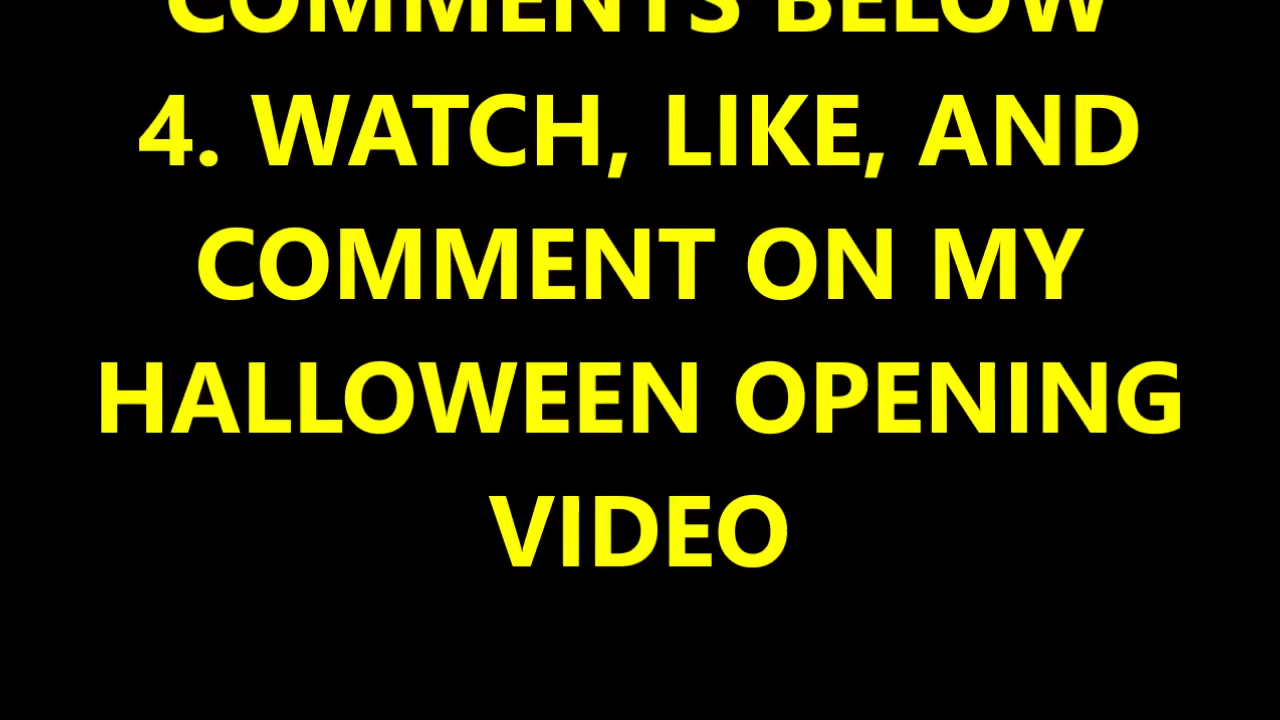 COMMENTS BELOW
4. WATCH, LIKE, AND
COMMENT ON MY
HALLOWEEN OPENING
VIDEO